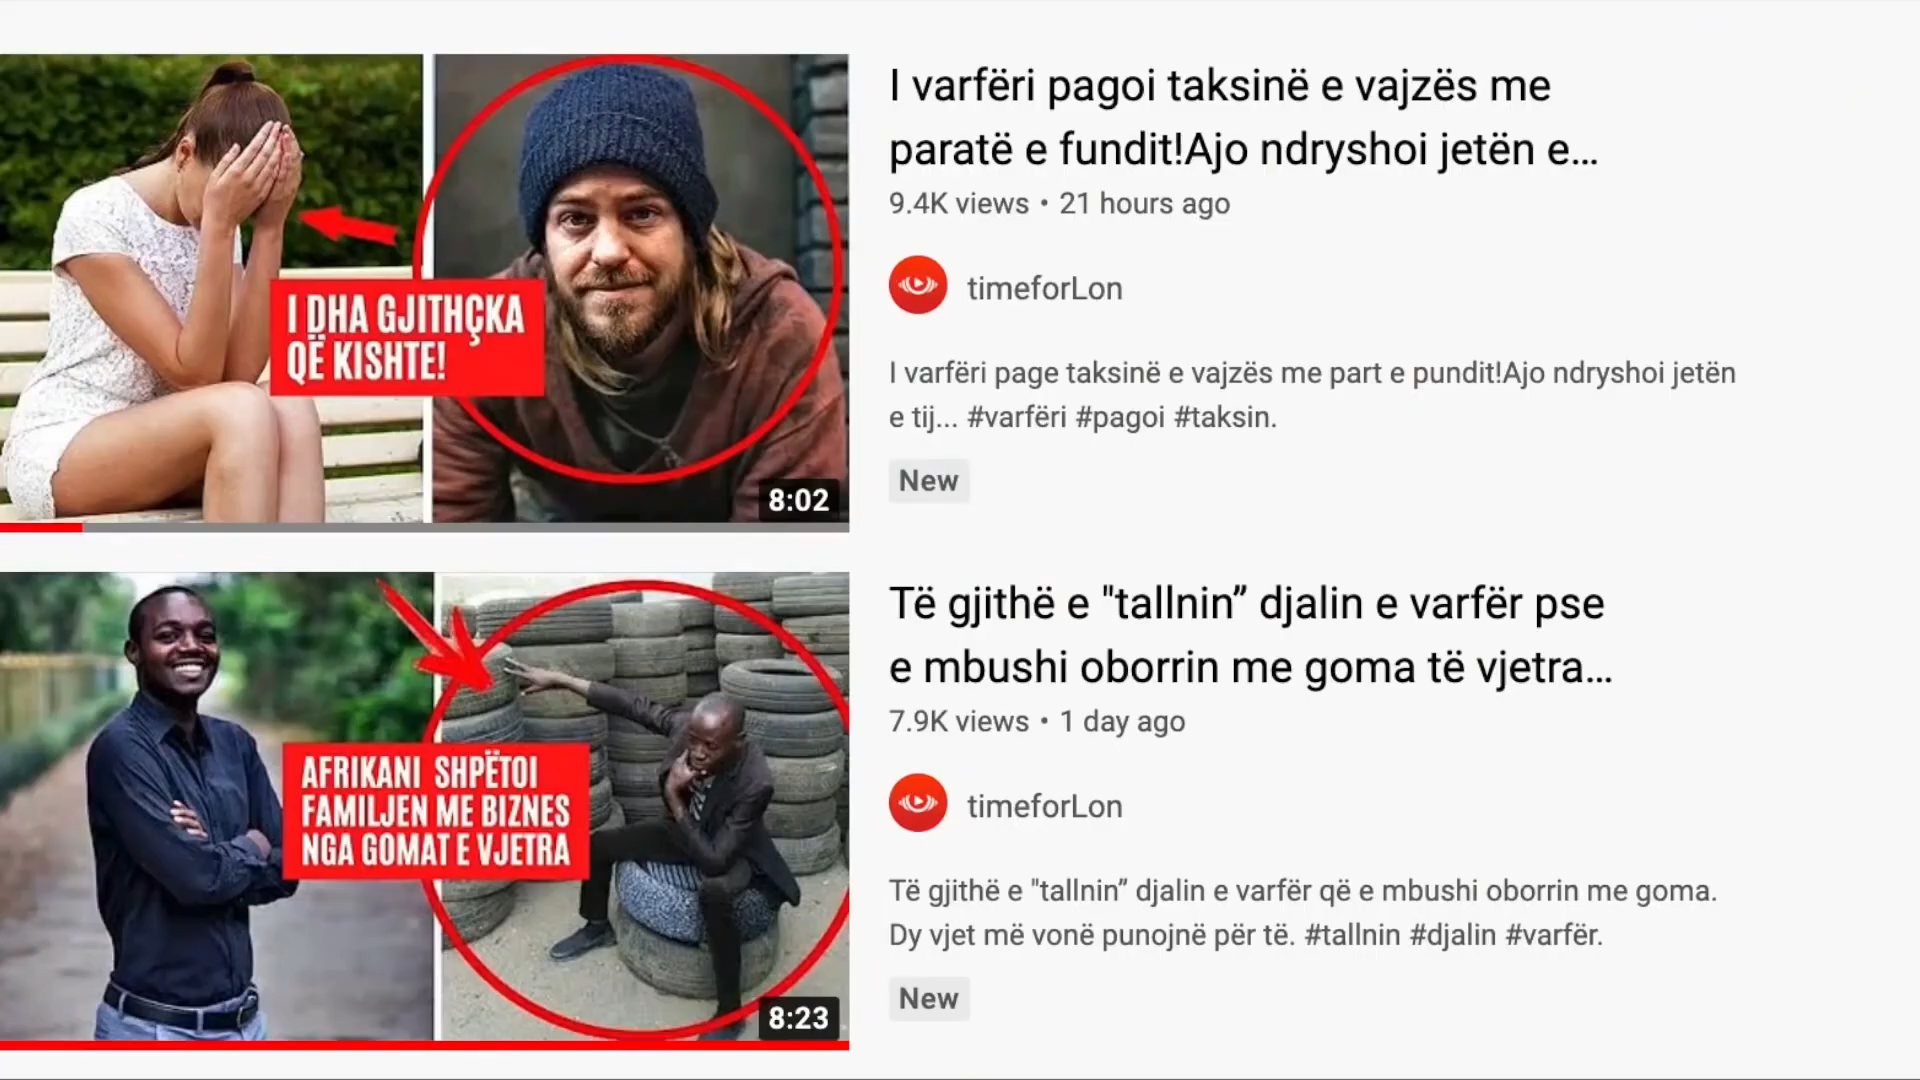 I DHA GJITHÇKA
QË KISHTE!
8:02
I varfëri pagoi taksinë e vajzës me
paratë e fundit!Ajo ndryshoi jetën e...
9.4K views • 21 hours ago
timeforLon
I varfëri page taksinë e vajzës me part e pundit!Ajo ndryshoi jetën
e tij... #varfëri #pagoi #taksin.
New
AFRIKANI SHPËTOI
FAMILJEN ME BIZNES
NGA GOMAT E VJETRA
8:23
Të gjithë e "tallnin” djalin e varfër pse
e mbushi oborrin me goma të vjetra...
7.9K views • 1 day ago
timeforLon
Të gjithë e "tallnin” djalin e varfër që e mbushi oborrin me goma.
Dy vjet më vonë punojnë për të. #tallnin #djalin #varfër.
New